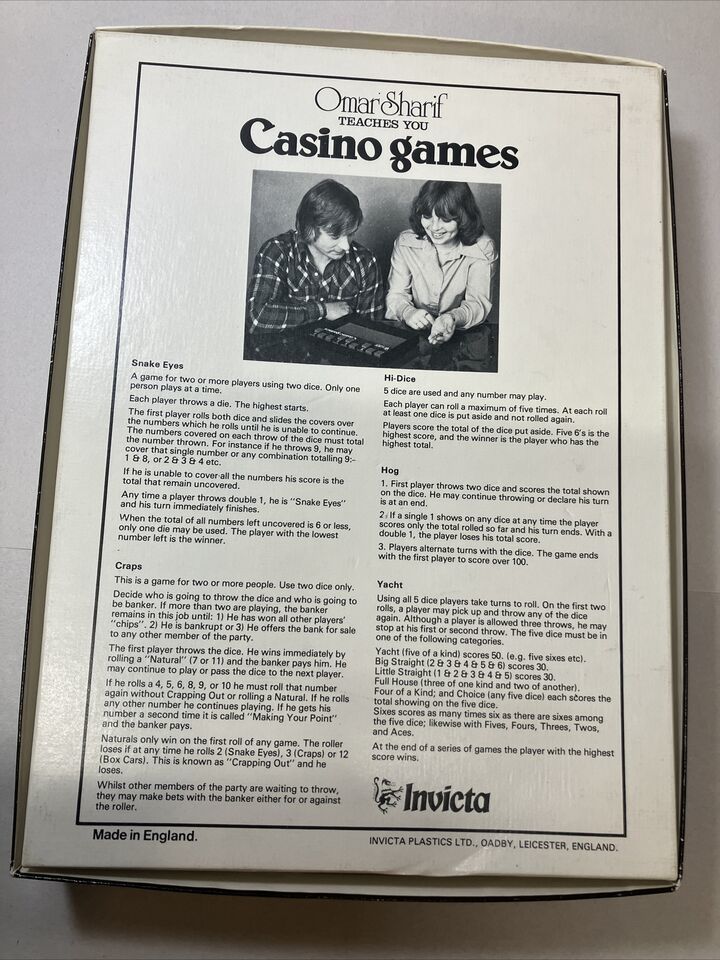 Omar Sharif
TEACHES YOU
Casino games
Snake Eyes
A game for two or more players using two dice. Only one
person plays at a time.
Each player throws a die. The highest starts.
The first player rolls both dice and slides the covers over
the numbers which he rolls until he is unable to continue.
The numbers covered on each throw of the dice must total
the number thrown. For instance if he throws 9, he may
cover that single number or any combination totalling 9:-
1 & 8, or 2 & 3 & 4 etc.
If he is unable to cover all the numbers his score is the
total that remain uncovered.
Any time a player throws double 1, he is "Snake Eyes"
and his turn immediately finishes.
When the total of all numbers left uncovered is 6 or less,
only one die may be used. The player with the lowest
number left is the winner.
Craps
This is a game for two or more people. Use two dice only.
Decide who is going to throw the dice and who is going to
be banker. If more than two are playing, the banker
remains in this job until: 1) He has won all other players'
"chips". 2) He is bankrupt or 3) He offers the bank for sale
to any other member of the party.
The first player throws the dice. He wins immediately by
rolling a "Natural" (7 or 11) and the banker pays him. He
may continue to play or pass the dice to the next player.
If he rolls a 4, 5, 6, 8, 9, or 10 he must roll that number
again without Crapping Out or rolling a Natural. If he rolls
any other number he continues playing. If he gets his
number a second time it is called "Making Your Point"
and the banker pays.
Naturals only win on the first roll of any game. The roller
loses if at any time he rolls 2 (Snake Eyes), 3 (Craps) or 12
(Box Cars). This is known as "Crapping Out" and he
loses.
Whilst other members of the party are waiting to throw,
they may make bets with the banker either for or against
the roller.
Hi-Dice
5 dice are used and any number may play.
Each player can roll a maximum of five times. At each roll
at least one dice is put aside and not rolled again.
Players score the total of the dice put aside. Five 6's is the
highest score, and the winner is the player who has the
highest total.
Hog
1. First player throws two dice and scores the total shown
on the dice. He may continue throwing or declare his turn
is at an end.
2. If a single 1 shows on any dice at any time the player
scores only the total rolled so far and his turn ends. With a
double 1, the player loses his total score.
3. Players alternate turns with the dice. The game ends
with the first player to score over 100.
Yacht
Using all 5 dice players take turns to roll. On the first two
rolls, a player may pick up and throw any of the dice
again. Although a player is allowed three throws, he may
stop at his first or second throw. The five dice must be in
one of the following categories.
Yacht (five of a kind) scores 50. (e.g. five sixes etc).
Big Straight (2 & 3 & 4 & 5 & 6) scores 30.
Little Straight (1 & 2 & 3 & 4 & 5) scores 30.
Full House (three of one kind and two of another).
Four of a Kind; and Choice (any five dice) each scores the
total showing on the five dice.
Sixes scores as many times six as there are sixes among
the five dice; likewise with Fives, Fours, Threes, Twos,
and Aces.
At the end of a series of games the player with the highest
score wins.
Invicta
Made in England.
INVICTA PLASTICS LTD., OADBY, LEICESTER, ENGLAND.